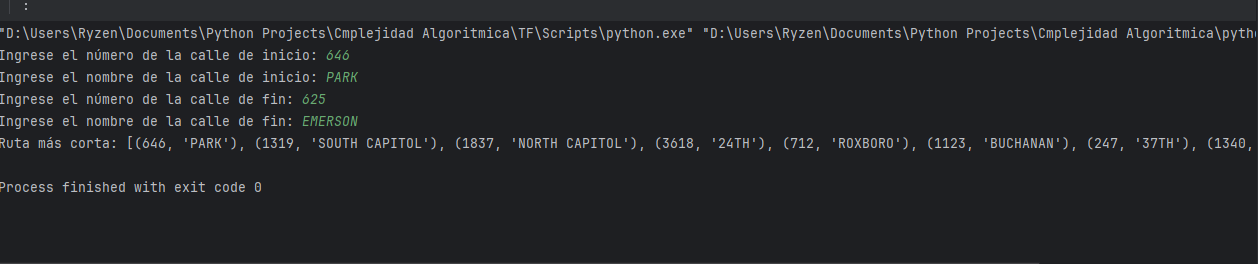 :
"D:\Users\Ryzen\Documents\Python Projects\Cmplejidad Algoritmica\TF\Scripts\python.exe" "D:\Users\Ryzen\Documents\Python Projects\Cmplejidad Algoritmica\pyth
Ingrese el número de la calle de inicio: 646
Ingrese el nombre de la calle de inicio: PARK
Ingrese el número de la calle de fin: 625
Ingrese el nombre de la calle de fin: EMERSON
Ruta más corta: [(646, 'PARK'), (1319, 'SOUTH CAPITOL'), (1837, 'NORTH CAPITOL'), (3618, '24TH'), (712, 'ROXBORO'), (1123, 'BUCHANAN'), (247, '37TH'), (1340,
Process finished with exit code 0